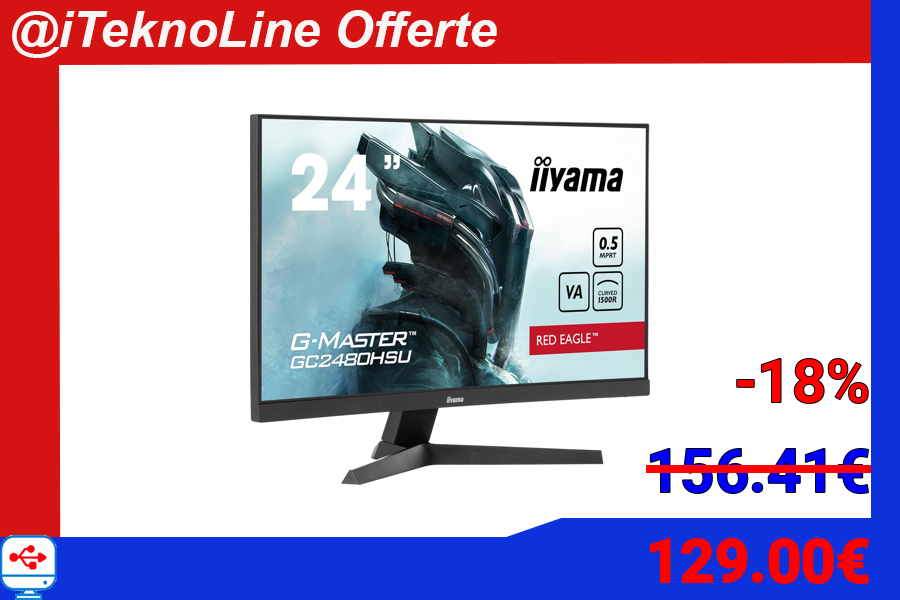 @iTeknoLine Offerte
24”
iiyama
0.5
MPRT
VA
CURVED
1500R
G-MASTER™
GC2480HSU
RED EAGLE™
iiyama
-18%
156.41€
129.00€